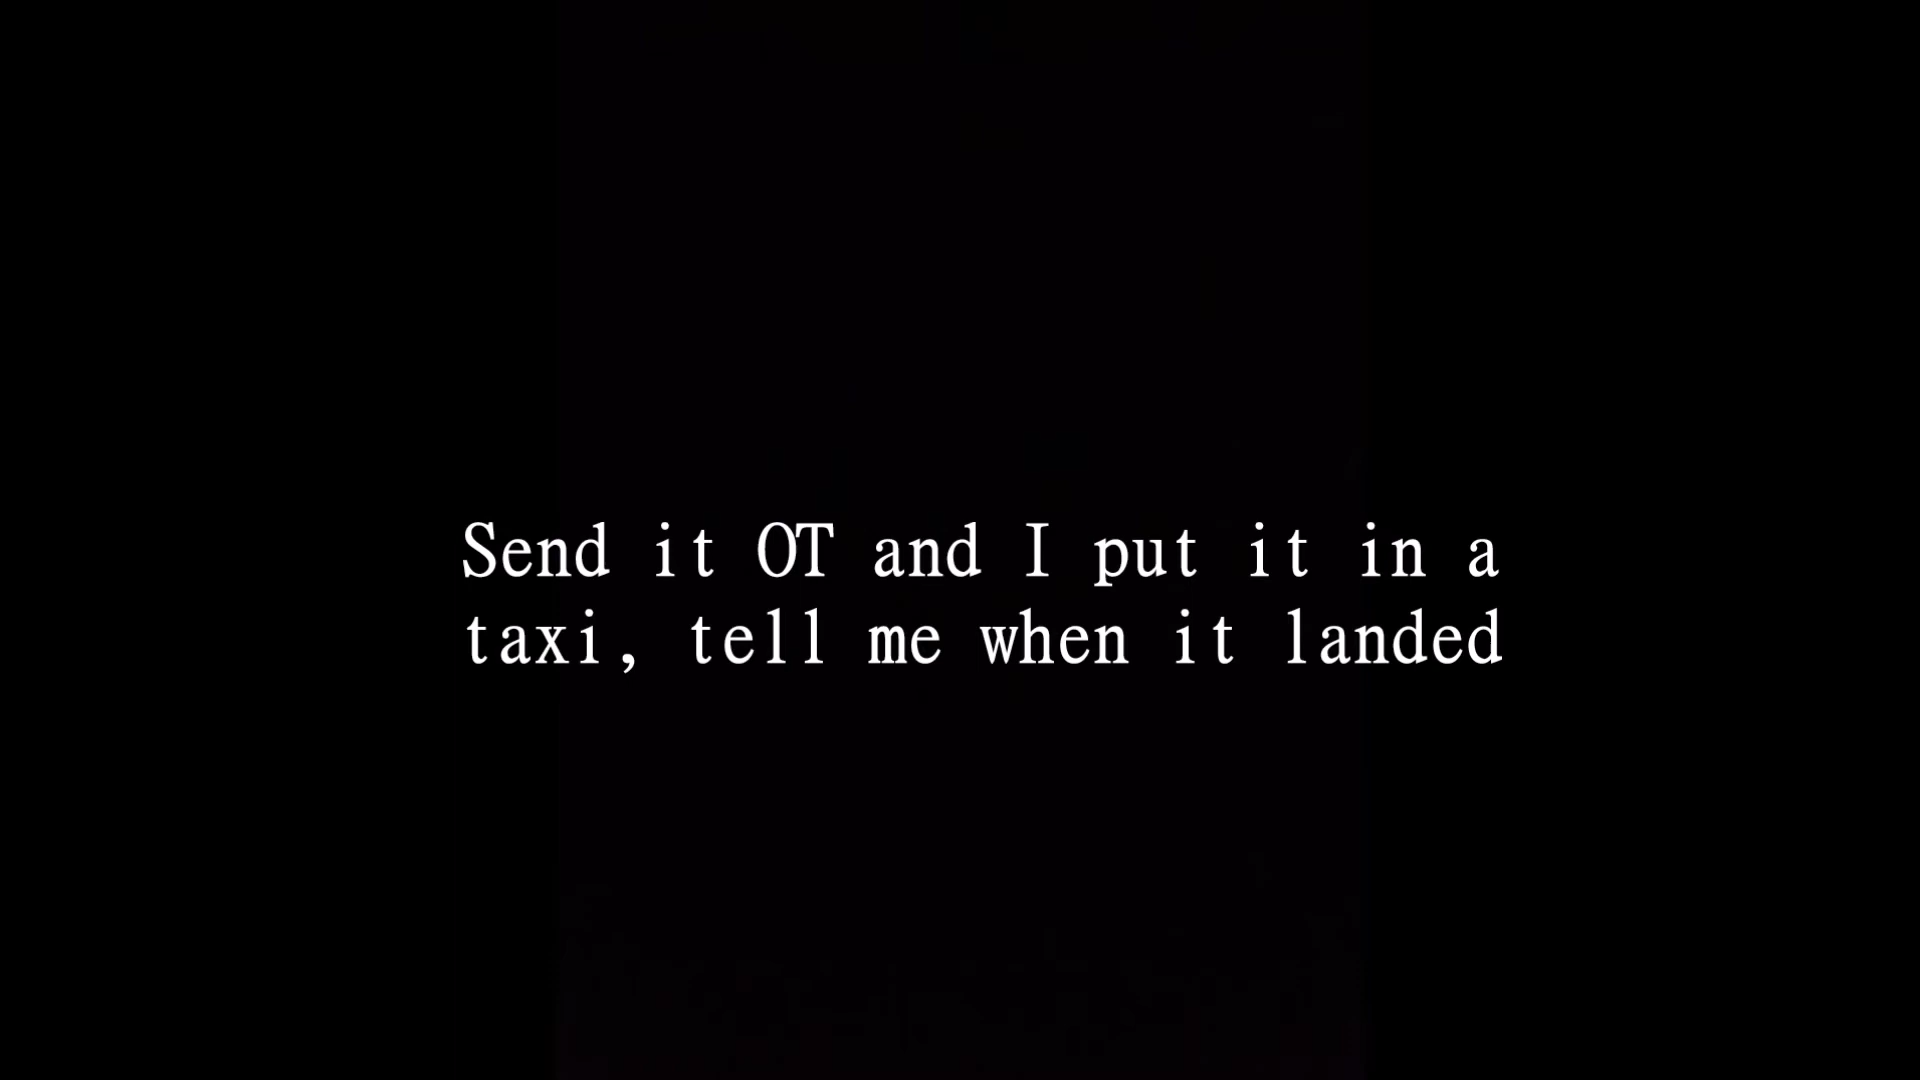 Send it OT and I put it in a
taxi, tell me when it landed